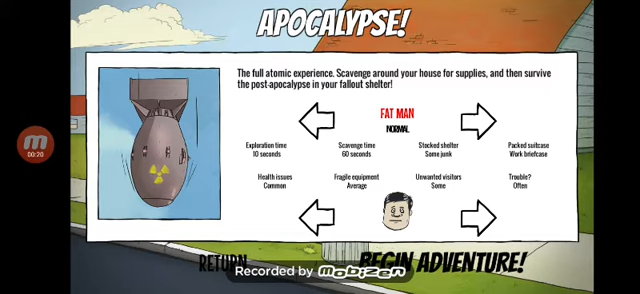 APOCALYPSE!
The full atomic experience. Scavenge around your house for supplies, and then survive
the post-apocalypse in your fallout shelter!
FAT MAN
NORMAL
Exploration time
10 seconds
Scavenge time
60 seconds
Stocked shelter
Some junk
Packed suitcase
Work briefcase
Health issues
Common
Fragile equipment
Average
Unwanted visitors
Some
Trouble?
Often
00:20
RETURN
Recorded by mobizen
BEGIN ADVENTURE!